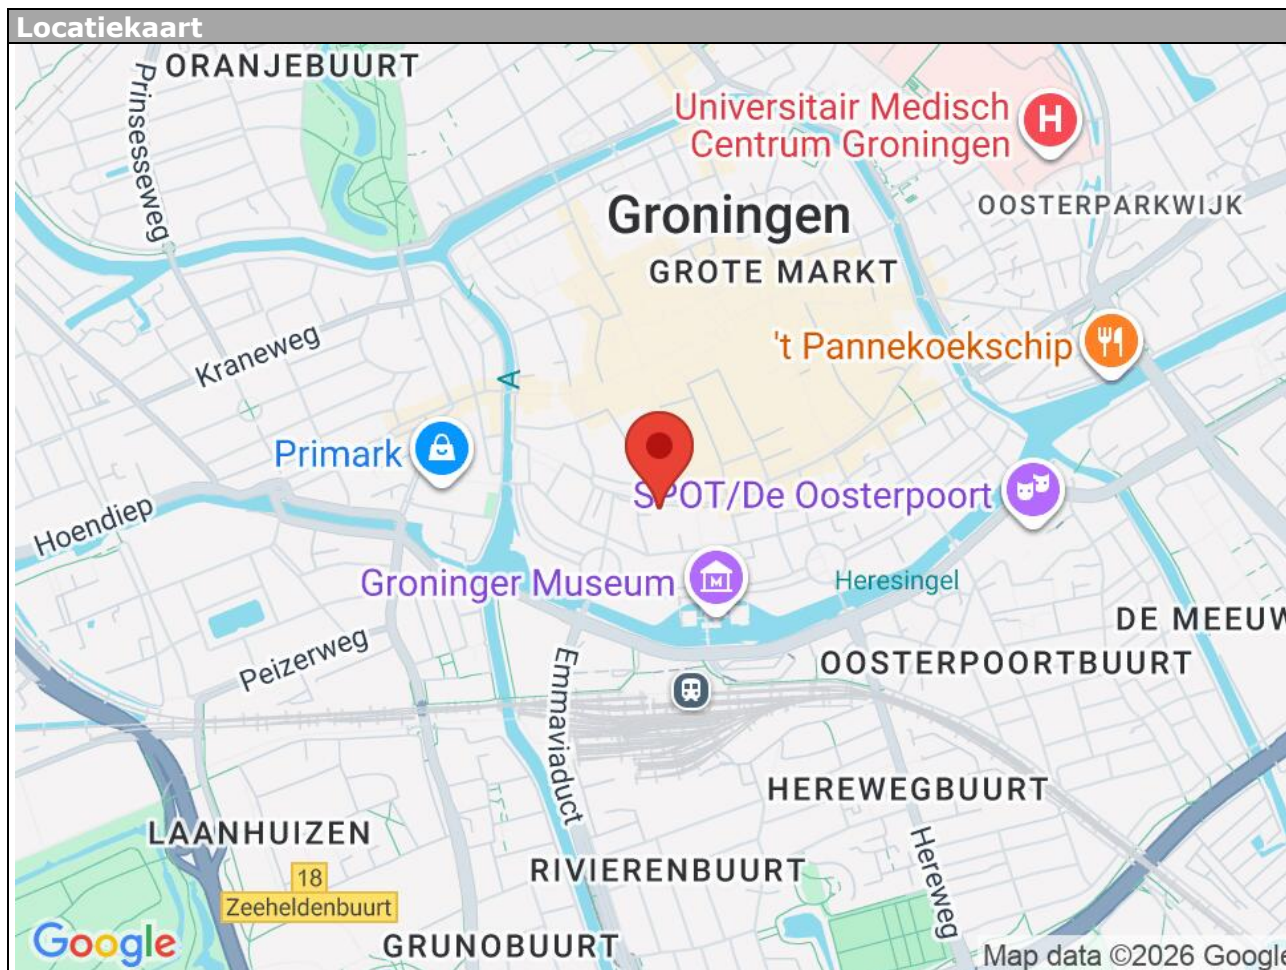 Locatiekaart
ORANJEBUURT
Prinsesseweg
Universitair Medisch
Centrum Groningen
H
Groningen
OOSTERPARKWIJK
GROTE MARKT
't Pannekoekschip
Kraneweg
A
Primark
SPOT/De Oosterpoort
Hoendiep
Groninger Museum
M
Heresingel
DE MEEUW
Peizerweg
OOSTERPOORTBUURT
Emmaviaduct
HEREWEGBUURT
LAANHUIZEN
Hereweg
RIVIERENBUURT
18
Zeeheldenbuurt
Google
GRUNOBUURT
Map data ©2026 Google